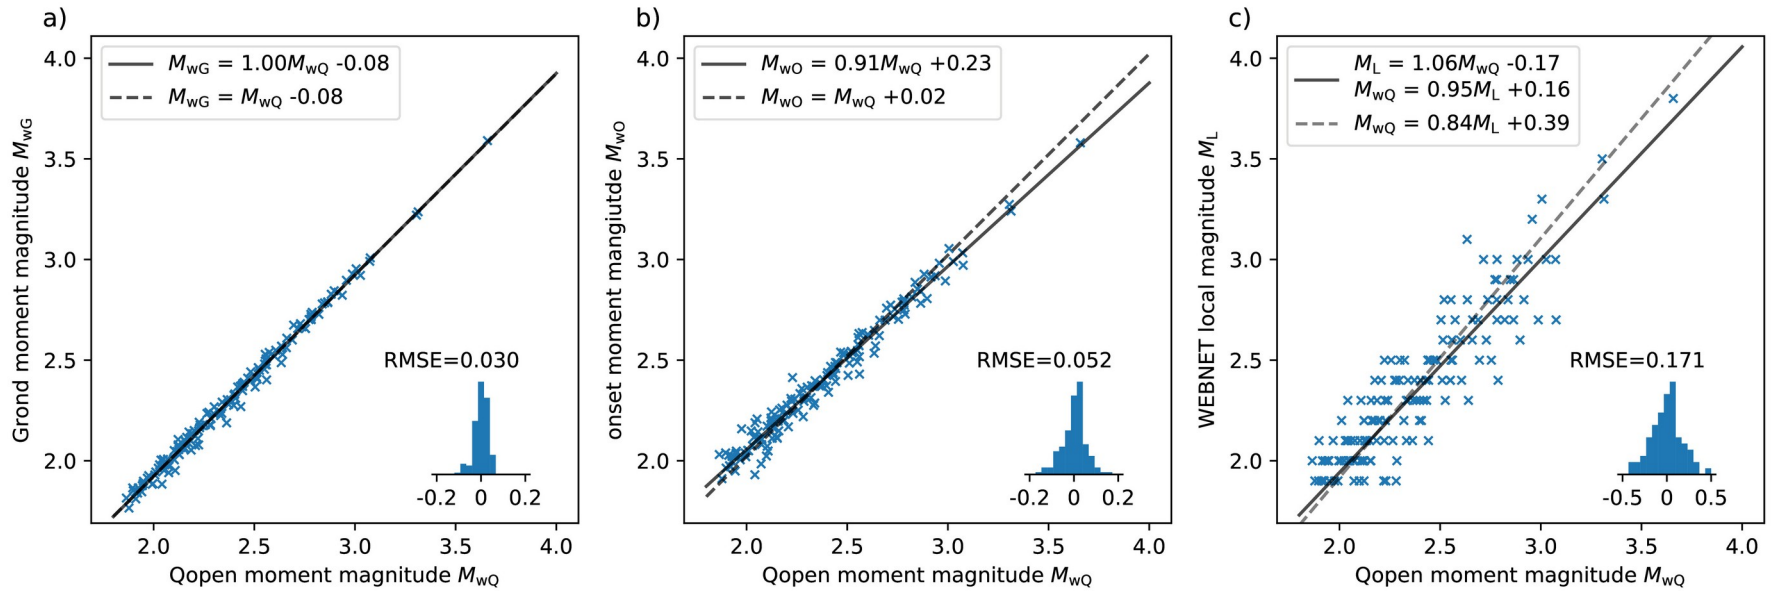 a)
MwG = 1.00MwQ -0.08
MwG = MwQ -0.08
RMSE=0.030
-0.2 0 0.2
4.0
3.5
3.0
2.5
2.0
2.0 2.5 3.0 3.5 4.0
Grond moment magnitude MwG
Qopen moment magnitude MwQ
b)
MwO = 0.91MwQ +0.23
MwO = MwQ +0.02
RMSE=0.052
-0.2 0 0.2
4.0
3.5
3.0
2.5
2.0
2.0 2.5 3.0 3.5 4.0
onset moment mangiutde MwO
Qopen moment magnitude MwQ
c)
ML = 1.06MwQ -0.17
MwQ = 0.95ML +0.16
MwQ = 0.84ML +0.39
RMSE=0.171
-0.5 0 0.5
4.0
3.5
3.0
2.5
2.0
2.0 2.5 3.0 3.5 4.0
WEBNET local magnitude ML
Qopen moment magnitude MwQ